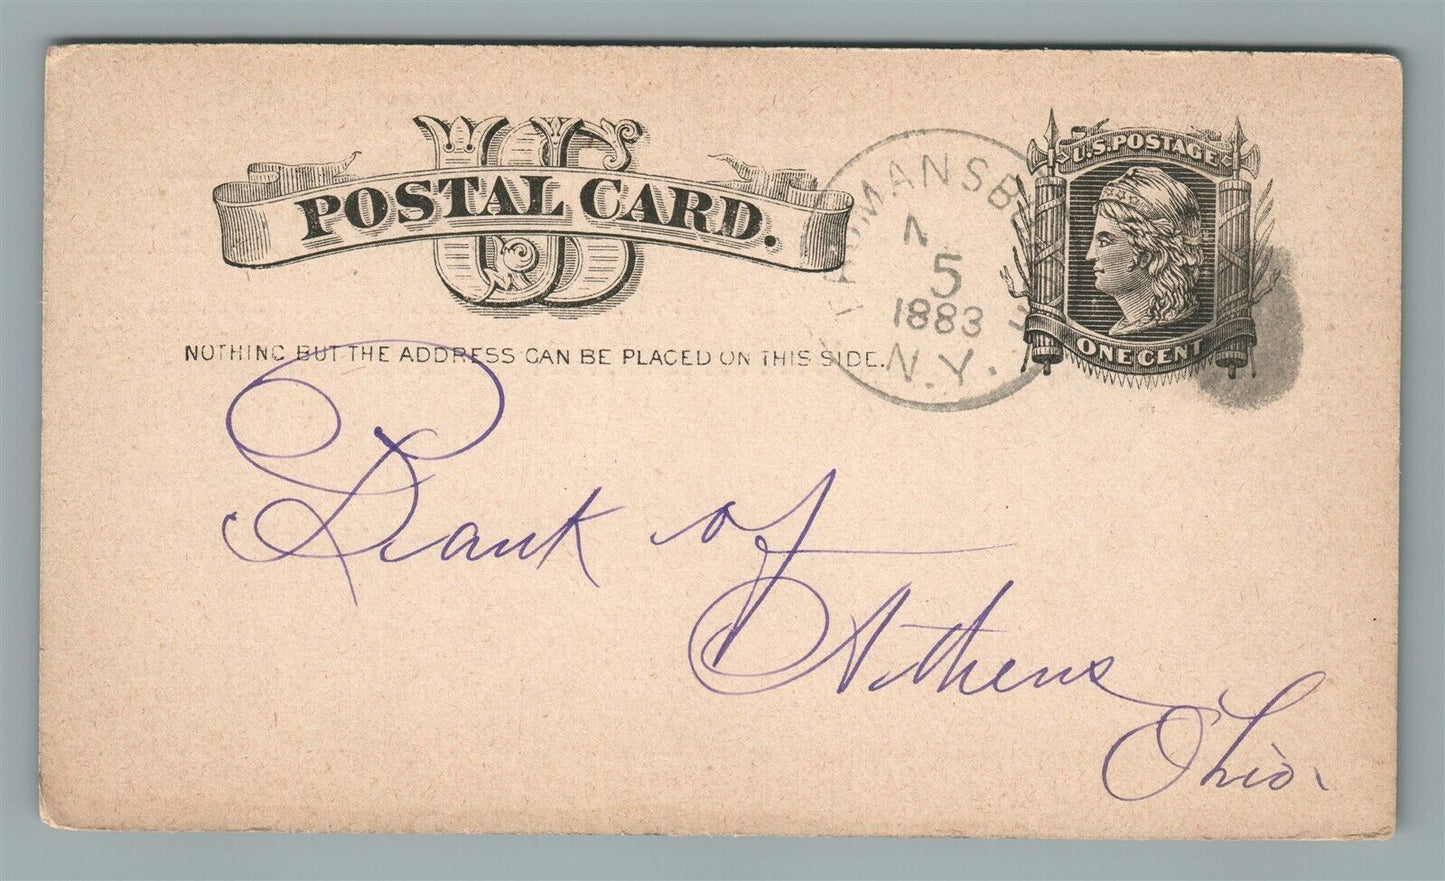 US
POSTAL CARD.
NOTHING BUT THE ADDRESS CAN BE PLACED ON THIS SIDE.
5
1883
N.Y.
U.S. POSTAGE
ONE CENT
Bank of
Athens
Ohio.